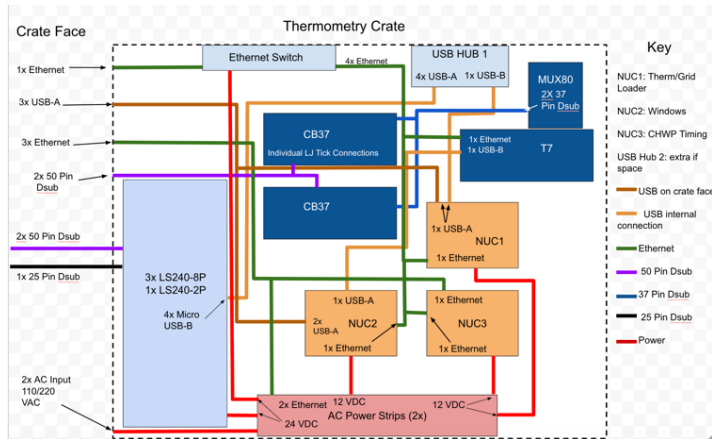 Crate Face
Thermometry Crate
Key
1x Ethernet
3x USB-A
3x Ethernet
2x 50 Pin
Dsub
2x 50 Pin Dsub
1x 25 Pin Dsub
2x AC Input
110/220
VAC
Ethernet Switch
4x Ethernet
USB HUB 1
4x USB-A
1x USB-B
MUX80
2X 37
Pin Dsub
CB37
Individual LJ Tick Connections
1x Ethernet
1x USB-B
T7
CB37
1x USB-A
NUC1
1x Ethernet
3x LS240-8P
1x LS240-2P
4x Micro
USB-B
1x USB-A
2x
USB-A
NUC2
1x Ethernet
1x Ethernet
NUC3
1x Ethernet
2x Ethernet
12 VDC
12 VDC
24 VDC
AC Power Strips (2x)
NUC1: Therm/Grid
Loader
NUC2: Windows
NUC3: CHWP Timing
USB Hub 2: extra if
space
USB on crate face
USB internal
connection
Ethernet
50 Pin Dsub
37 Pin Dsub
25 Pin Dsub
Power